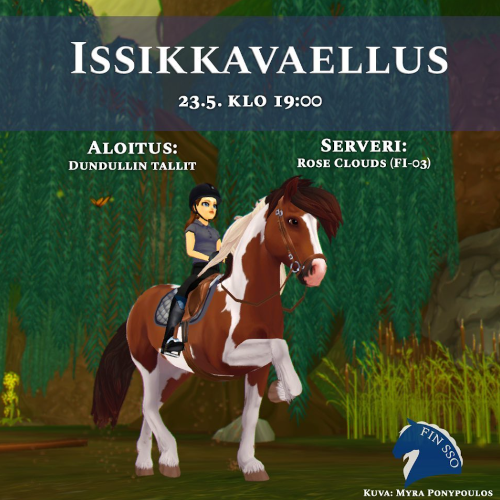 Issikkavaellus
23.5. klo 19:00
Aloitus:
Dundullin tallit
Serveri:
Rose Clouds (FI-03)
FIN SSO
Kuva: Myra Ponypoulos